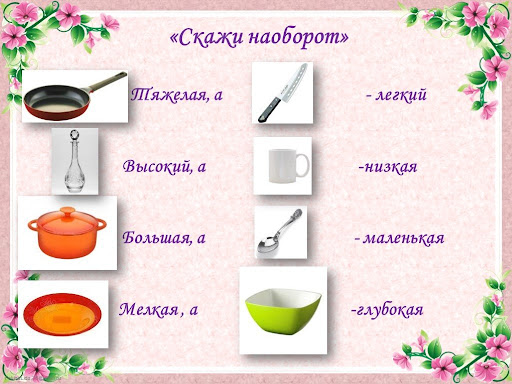 «Скажи наоборот»
Тяжелая, а - легкий
Высокий, а -низкая
Большая, а - маленькая
Мелкая , а -глубокая